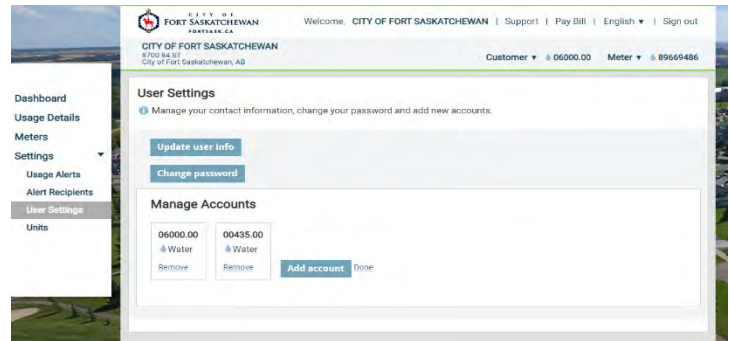 CITY OF
FORT SASKATCHEWAN
FORTSASK.CA
Welcome, CITY OF FORT SASKATCHEWAN | Support | Pay Bill | English ▾ | Sign out
CITY OF FORT SASKATCHEWAN
8700 84 ST
City of Fort Saskatchewan, AB
Customer ▾ 06000.00 Meter ▾ 89669486
Dashboard
Usage Details
Meters
Settings ▾
Usage Alerts
Alert Recipients
User Settings
Units
User Settings
Manage your contact information, change your password and add new accounts.
Update user info
Change password
Manage Accounts
06000.00 00435.00
Water Water
Remove Remove Add account Done